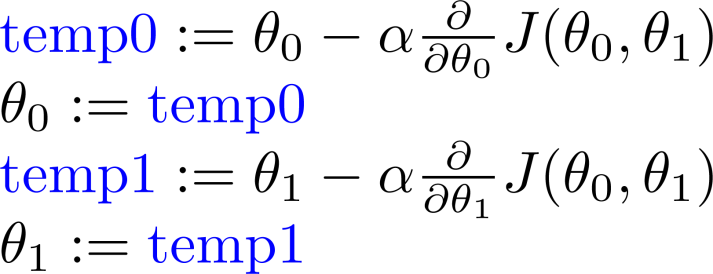 temp0 := θ₀ − α ∂/∂θ₀ J(θ₀, θ₁)
θ₀ := temp0
temp1 := θ₁ − α ∂/∂θ₁ J(θ₀, θ₁)
θ₁ := temp1